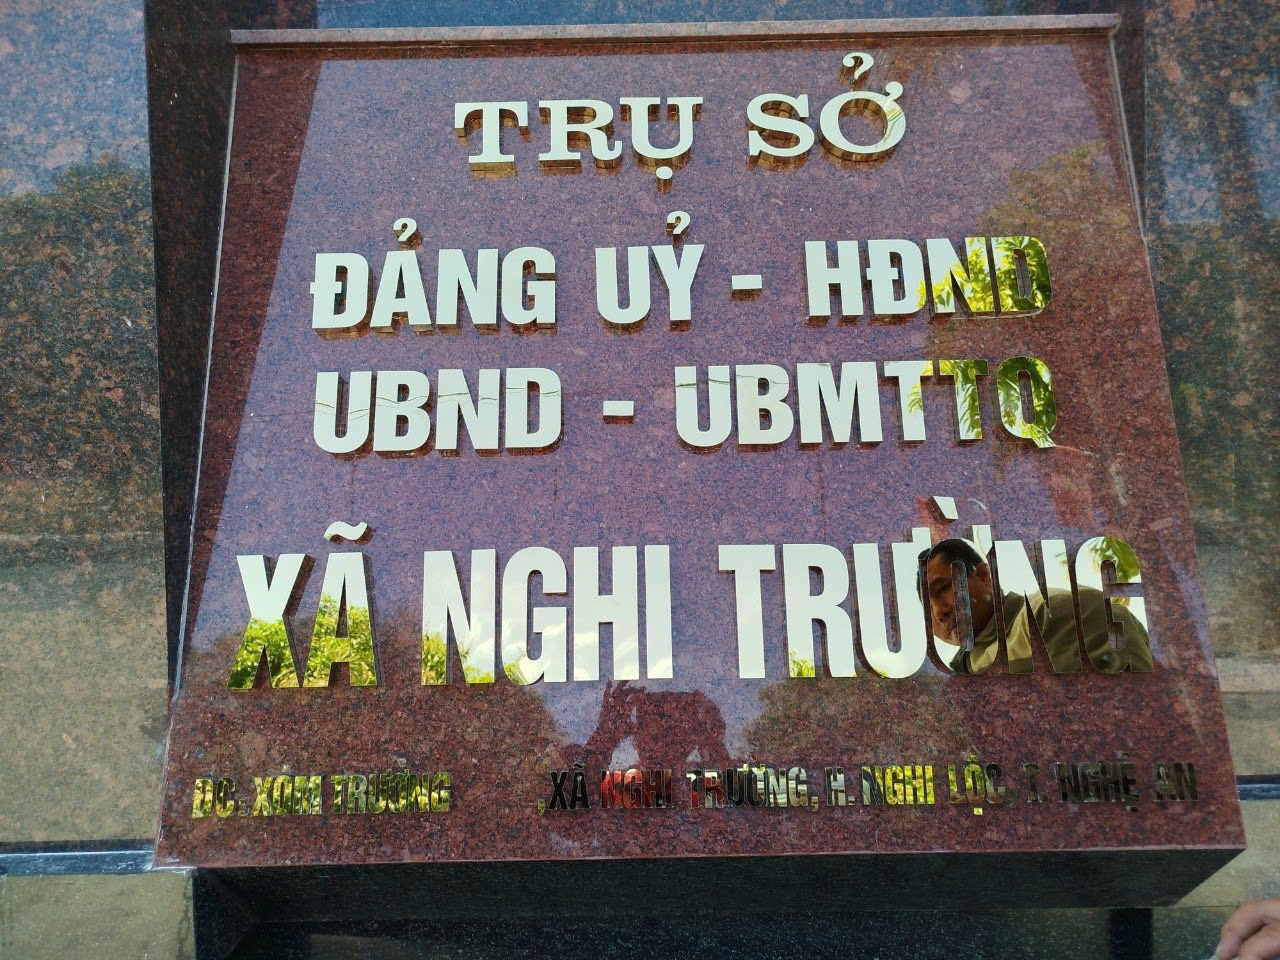 TRỤ SỞ
ĐẢNG UỶ - HĐND
UBND - UBMTTQ
XÃ NGHI TRƯỜNG
ĐC: XÓM TRƯỜNG , XÃ NGHI TRƯỜNG, H. NGHI LỘC, T. NGHỆ AN